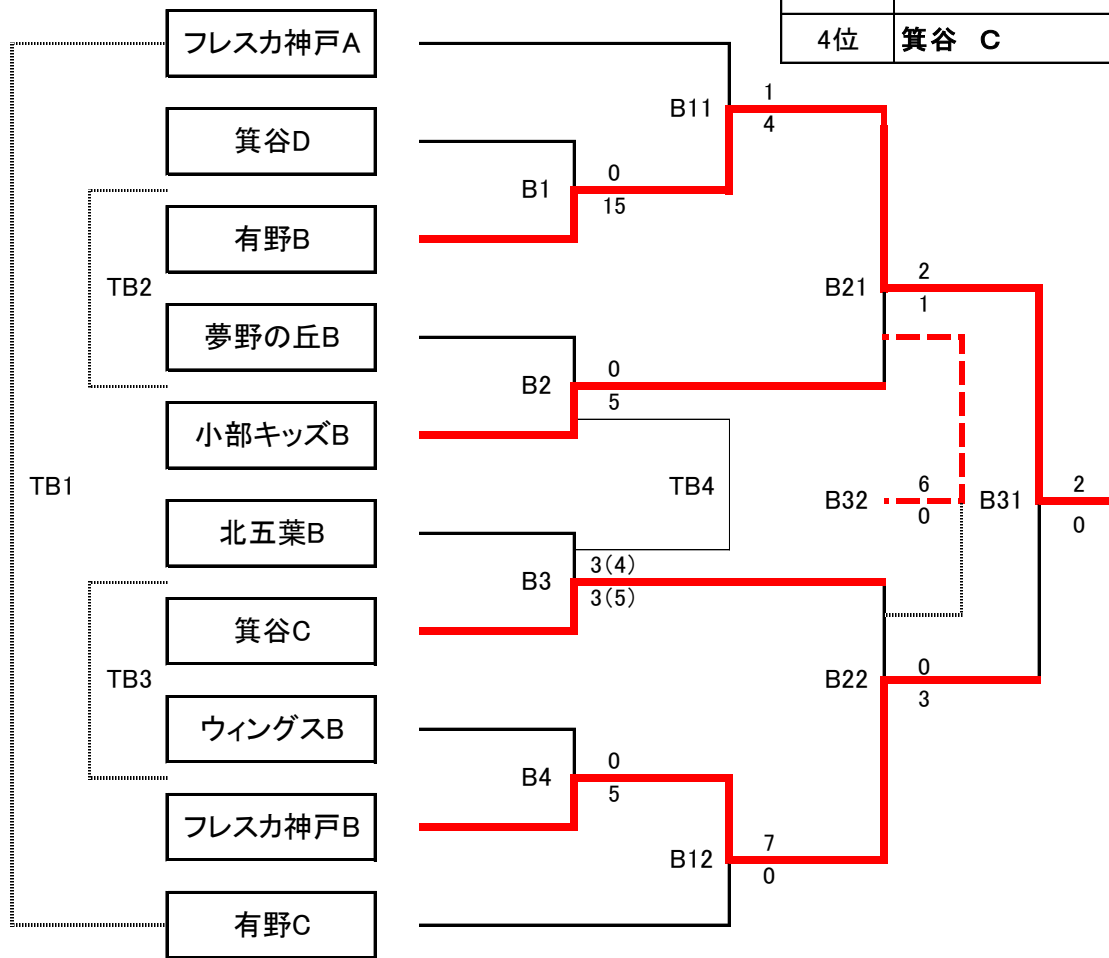 4位 箕谷 C
フレスカ神戸A
箕谷D
有野B
夢野の丘B
小部キッズB
北五葉B
箕谷C
ウィングスB
フレスカ神戸B
有野C
TB1
TB2
TB3
TB4
B1
0
15
B2
0
5
B3
3(4)
3(5)
B4
0
5
B11
1
4
B12
7
0
B21
2
1
B22
0
3
B32
6
0
B31
2
0